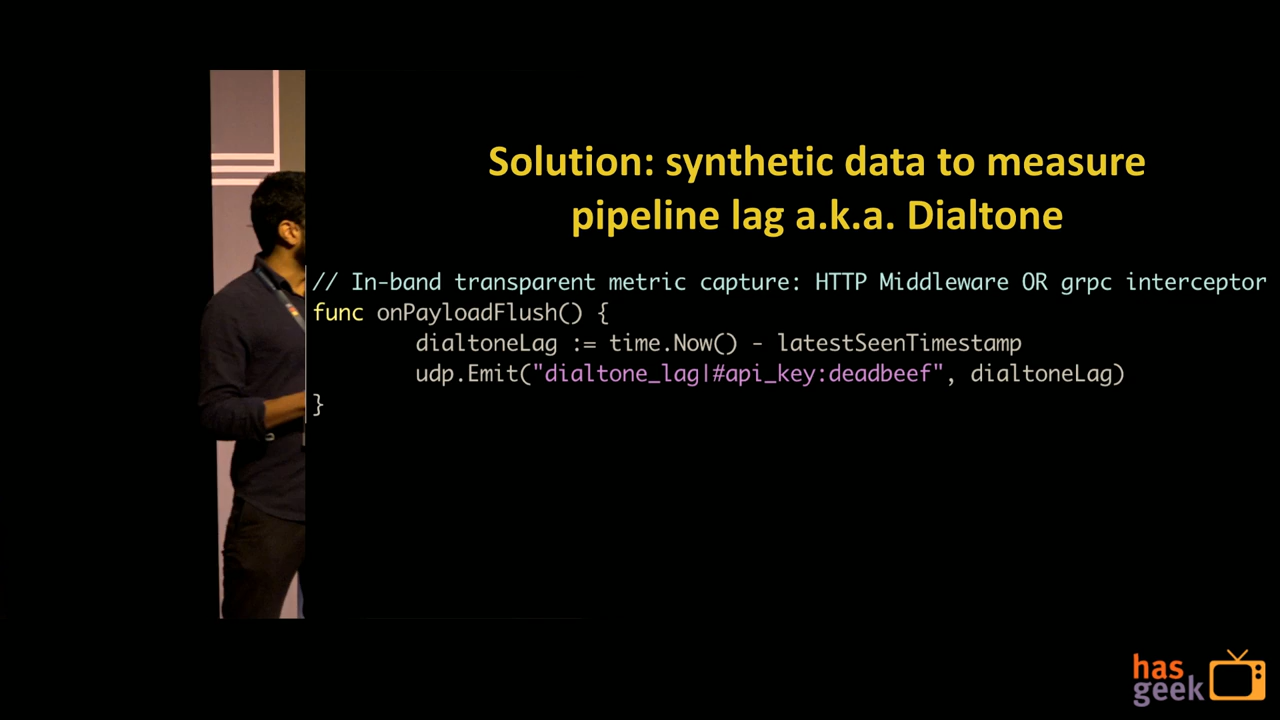 Solution: synthetic data to measure
pipeline lag a.k.a. Dialtone
// In-band transparent metric capture: HTTP Middleware OR grpc interceptor
func onPayloadFlush() {
        dialtoneLag := time.Now() - latestSeenTimestamp
        udp.Emit("dialtone_lag|#api_key:deadbeef", dialtoneLag)
}
has
geek